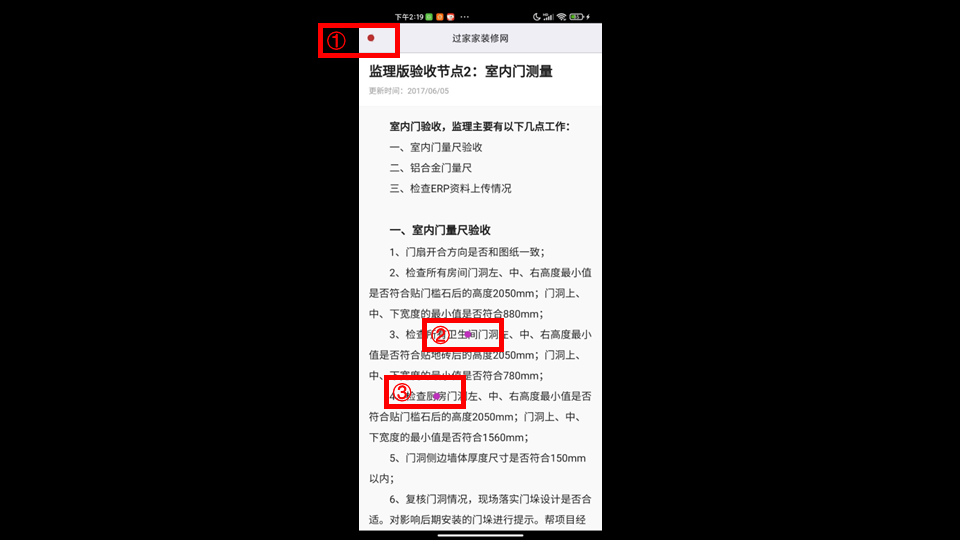 下午2:19
①
过家家装修网
监理版验收节点2：室内门测量
更新时间：2017/06/05
室内门验收，监理主要有以下几点工作：
一、室内门量尺验收
二、铝合金门量尺
三、检查ERP资料上传情况
一、室内门量尺验收
1、门扇开合方向是否和图纸一致；
2、检查所有房间门洞左、中、右高度最小值
是否符合贴门槛石后的高度2050mm；门洞上、
中、下宽度的最小值是否符合880mm；
②
3、检查所有卫生间门洞左、中、右高度最小
值是否符合贴地砖后的高度2050mm；门洞上、
中、下宽度的最小值是否符合780mm；
③
4、检查厨房门洞左、中、右高度最小值是否
符合贴门槛石后的高度2050mm；门洞上、中、
下宽度的最小值是否符合1560mm；
5、门洞侧边墙体厚度尺寸是否符合150mm
以内；
6、复核门洞情况，现场落实门垛设计是否合
适。对影响后期安装的门垛进行提示。帮项目经